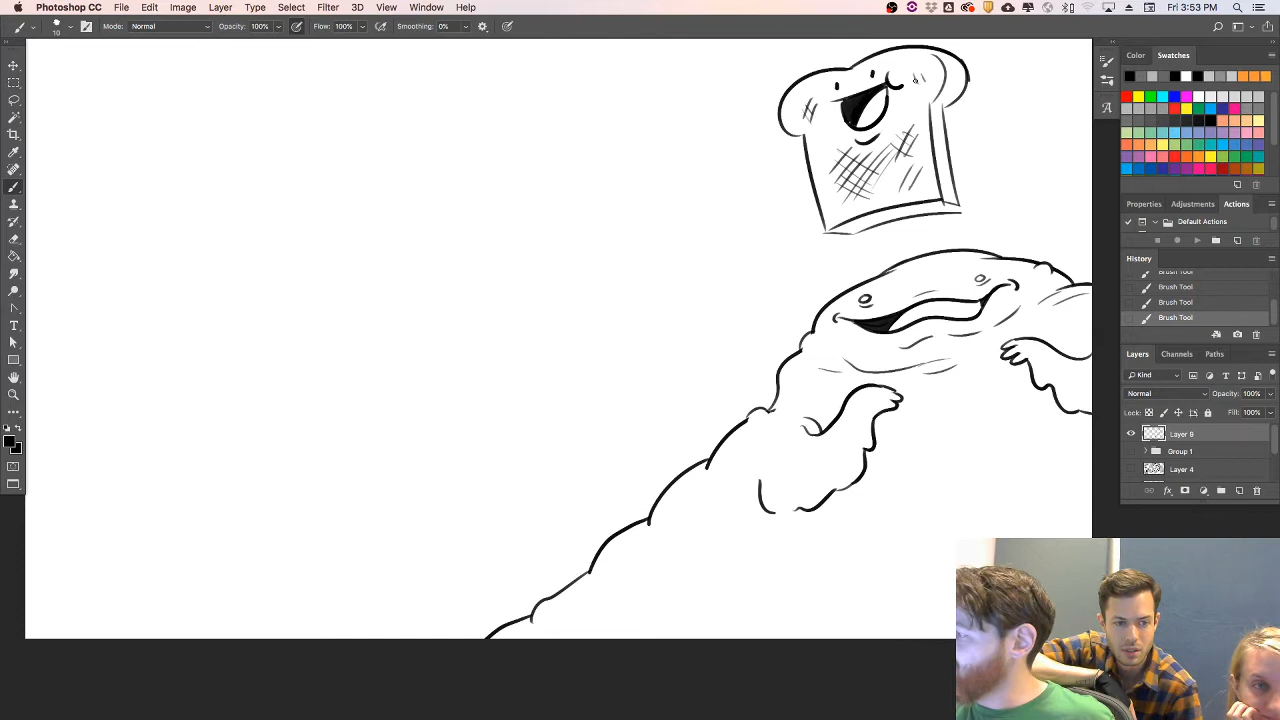 Photoshop CC File Edit Image Layer Type Select Filter 3D View Window Help Fri 3:53 PM
10 Mode: Normal Opacity: 100% Flow: 100% Smoothing: 0%
Color Swatches
Properties Adjustments Actions
Default Actions
History
Brush Tool
Brush Tool
Brush Tool
Brush Tool
Layers Channels Paths
Kind
Normal Opacity: 100%
Lock: Fill: 100%
Layer 9
Group 1
Layer 4